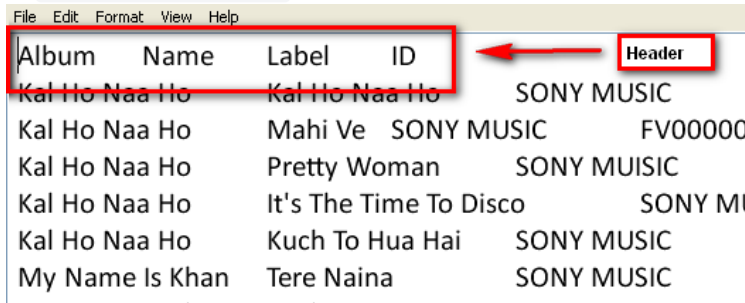 File Edit Format View Help
Album Name Label ID
Header
Kal Ho Naa Ho Kal Ho Naa Ho SONY MUSIC
Kal Ho Naa Ho Mahi Ve SONY MUSIC FV00000
Kal Ho Naa Ho Pretty Woman SONY MUISIC
Kal Ho Naa Ho It's The Time To Disco SONY MU
Kal Ho Naa Ho Kuch To Hua Hai SONY MUSIC
My Name Is Khan Tere Naina SONY MUSIC